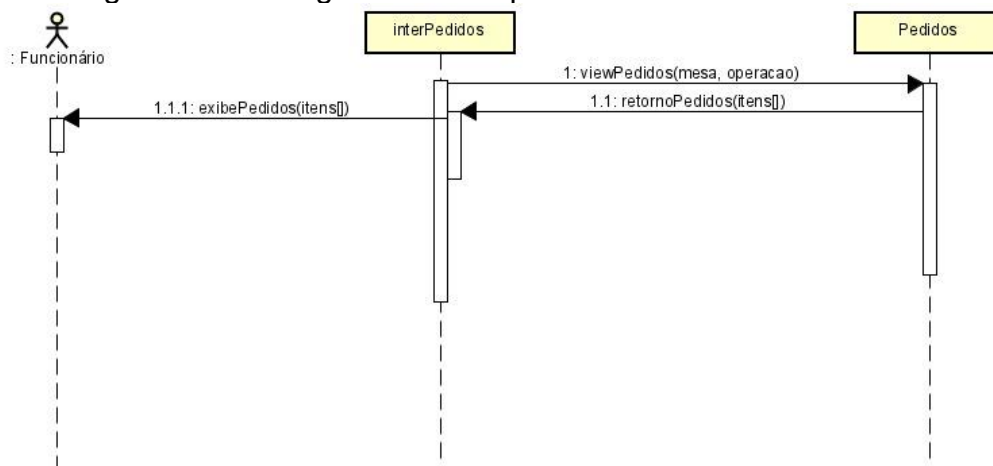 interPedidos
Pedidos
: Funcionário
1: viewPedidos(mesa, operacao)
1.1: retornoPedidos(itens[])
1.1.1: exibePedidos(itens[])